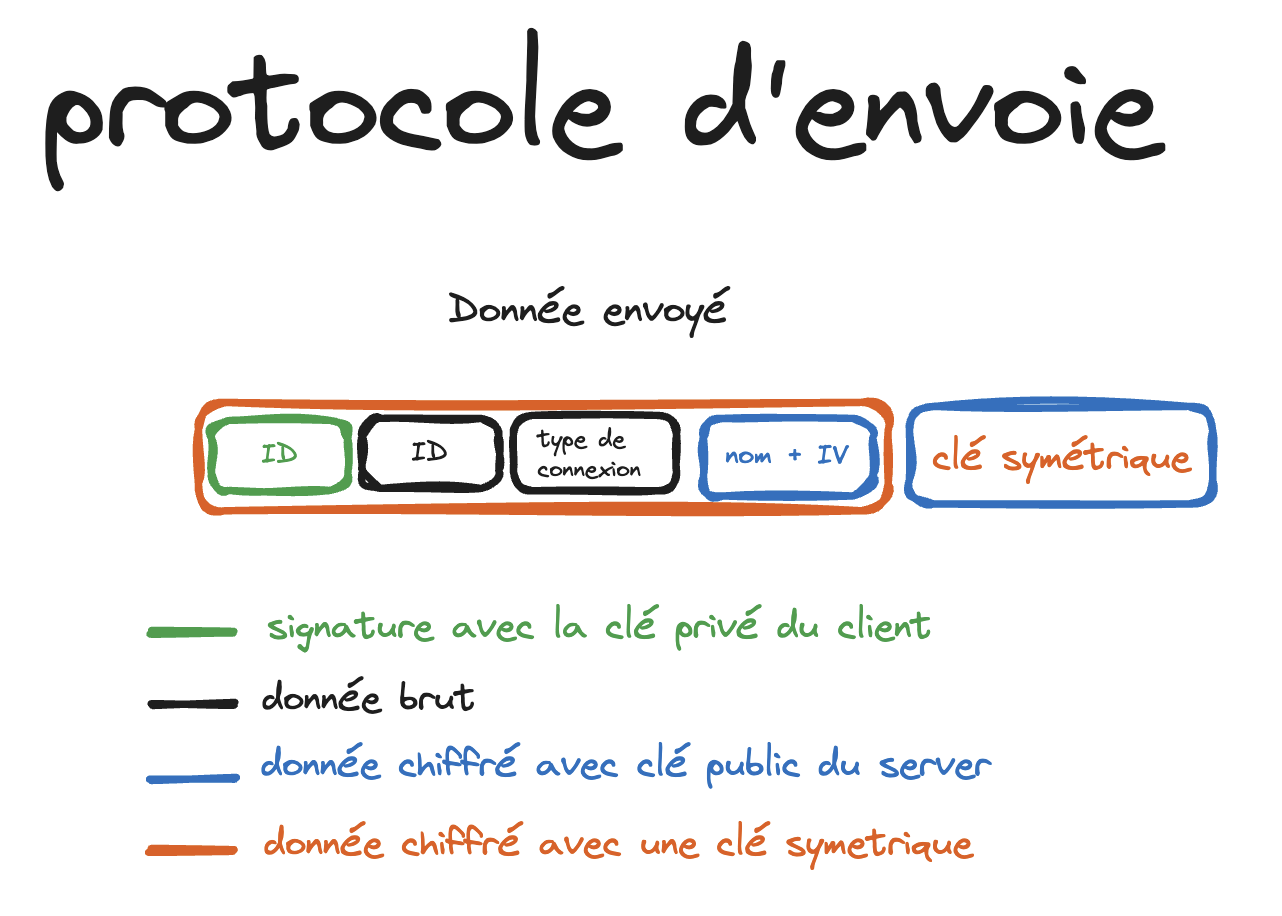 protocole d'envoie
Donnée envoyé
ID
ID
type de
connexion
nom + IV
clé symétrique
signature avec la clé privé du client
donnée brut
donnée chiffré avec clé public du server
donnée chiffré avec une clé symetrique